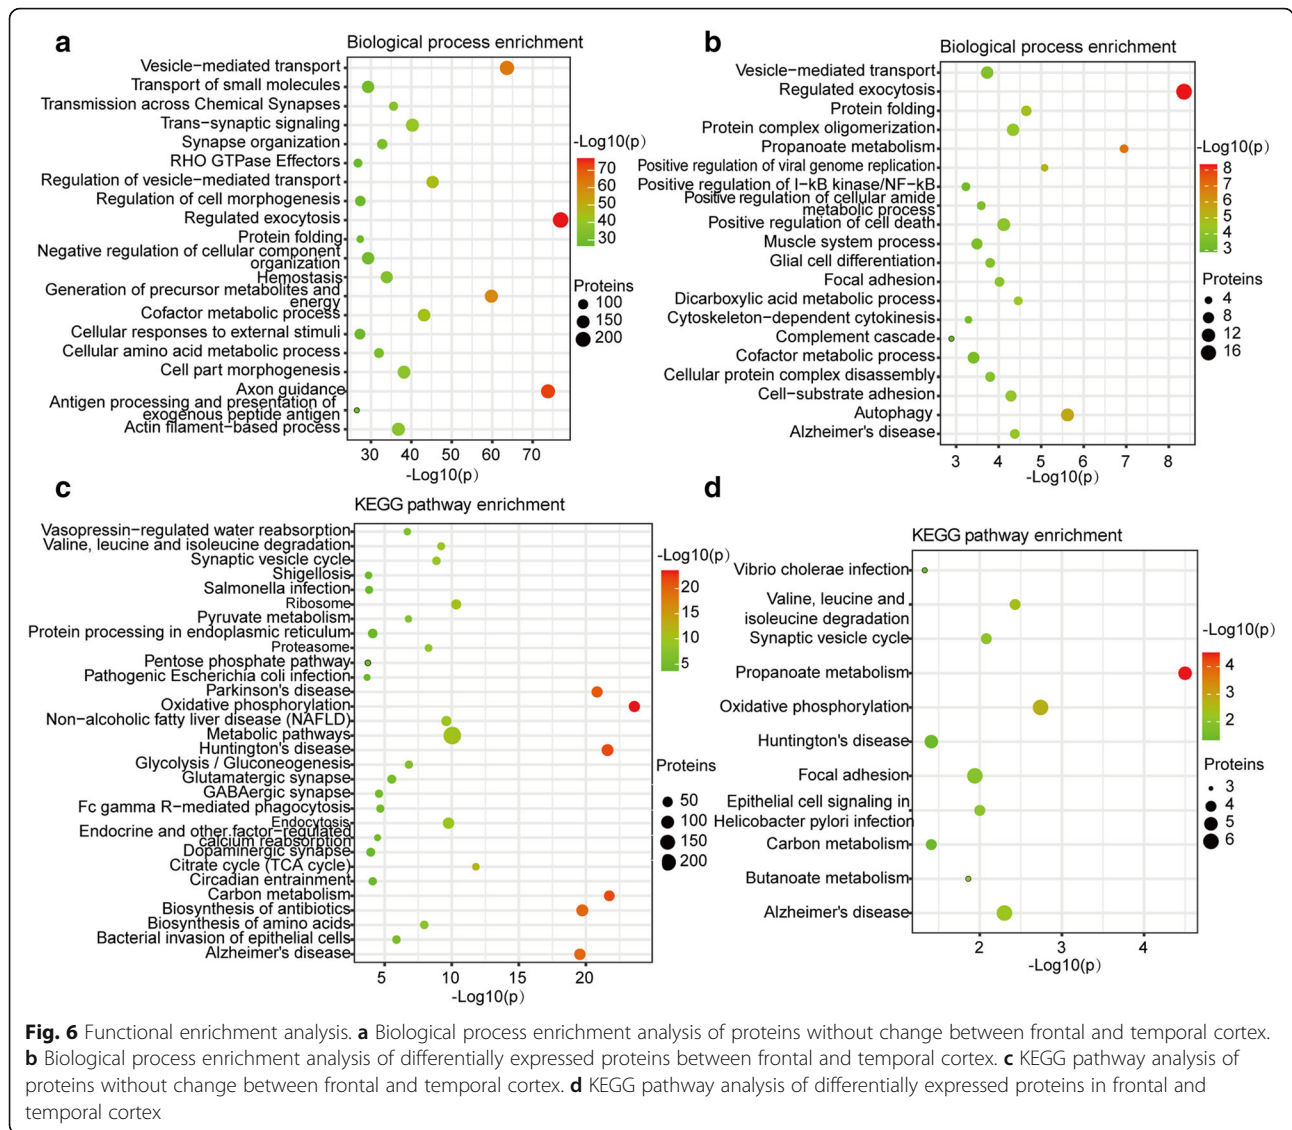 a
Biological process enrichment
Vesicle−mediated transport
Transport of small molecules
Transmission across Chemical Synapses
Trans−synaptic signaling
Synapse organization
RHO GTPase Effectors
Regulation of vesicle−mediated transport
Regulation of cell morphogenesis
Regulated exocytosis
Protein folding
Negative regulation of cellular component
organization
Hemostasis
Generation of precursor metabolites and
energy
Cofactor metabolic process
Cellular responses to external stimuli
Cellular amino acid metabolic process
Cell part morphogenesis
Axon guidance
Antigen processing and presentation of
exogenous peptide antigen
Actin filament−based process
30 40 50 60 70
-Log10(p)
-Log10(p)
70
60
50
40
30
Proteins
100
150
200
b
Biological process enrichment
Vesicle−mediated transport
Regulated exocytosis
Protein folding
Protein complex oligomerization
Propanoate metabolism
Positive regulation of viral genome replication
Positive regulation of I−kB kinase/NF−kB
Positive regulation of cellular amide
metabolic process
Positive regulation of cell death
Muscle system process
Glial cell differentiation
Focal adhesion
Dicarboxylic acid metabolic process
Cytoskeleton−dependent cytokinesis
Complement cascade
Cofactor metabolic process
Cellular protein complex disassembly
Cell−substrate adhesion
Autophagy
Alzheimer's disease
3 4 5 6 7 8
-Log10(p)
-Log10(p)
8
7
6
5
4
3
Proteins
4
8
12
16
c
KEGG pathway enrichment
Vasopressin−regulated water reabsorption
Valine, leucine and isoleucine degradation
Synaptic vesicle cycle
Shigellosis
Salmonella infection
Ribosome
Pyruvate metabolism
Protein processing in endoplasmic reticulum
Proteasome
Pentose phosphate pathway
Pathogenic Escherichia coli infection
Parkinson's disease
Oxidative phosphorylation
Non−alcoholic fatty liver disease (NAFLD)
Metabolic pathways
Huntington's disease
Glycolysis / Gluconeogenesis
Glutamatergic synapse
GABAergic synapse
Fc gamma R−mediated phagocytosis
Endocytosis
Endocrine and other factor−regulated
calcium reabsorption
Dopaminergic synapse
Citrate cycle (TCA cycle)
Circadian entrainment
Carbon metabolism
Biosynthesis of antibiotics
Biosynthesis of amino acids
Bacterial invasion of epithelial cells
Alzheimer's disease
5 10 15 20
-Log10(p)
-Log10(p)
20
15
10
5
Proteins
50
100
150
200
d
KEGG pathway enrichment
Vibrio cholerae infection
Valine, leucine and
isoleucine degradation
Synaptic vesicle cycle
Propanoate metabolism
Oxidative phosphorylation
Huntington's disease
Focal adhesion
Epithelial cell signaling in
Helicobacter pylori infection
Carbon metabolism
Butanoate metabolism
Alzheimer's disease
2 3 4
-Log10(p)
-Log10(p)
4
3
2
Proteins
3
4
5
6
Fig. 6 Functional enrichment analysis. a Biological process enrichment analysis of proteins without change between frontal and temporal cortex.
b Biological process enrichment analysis of differentially expressed proteins between frontal and temporal cortex. c KEGG pathway analysis of
proteins without change between frontal and temporal cortex. d KEGG pathway analysis of differentially expressed proteins in frontal and
temporal cortex